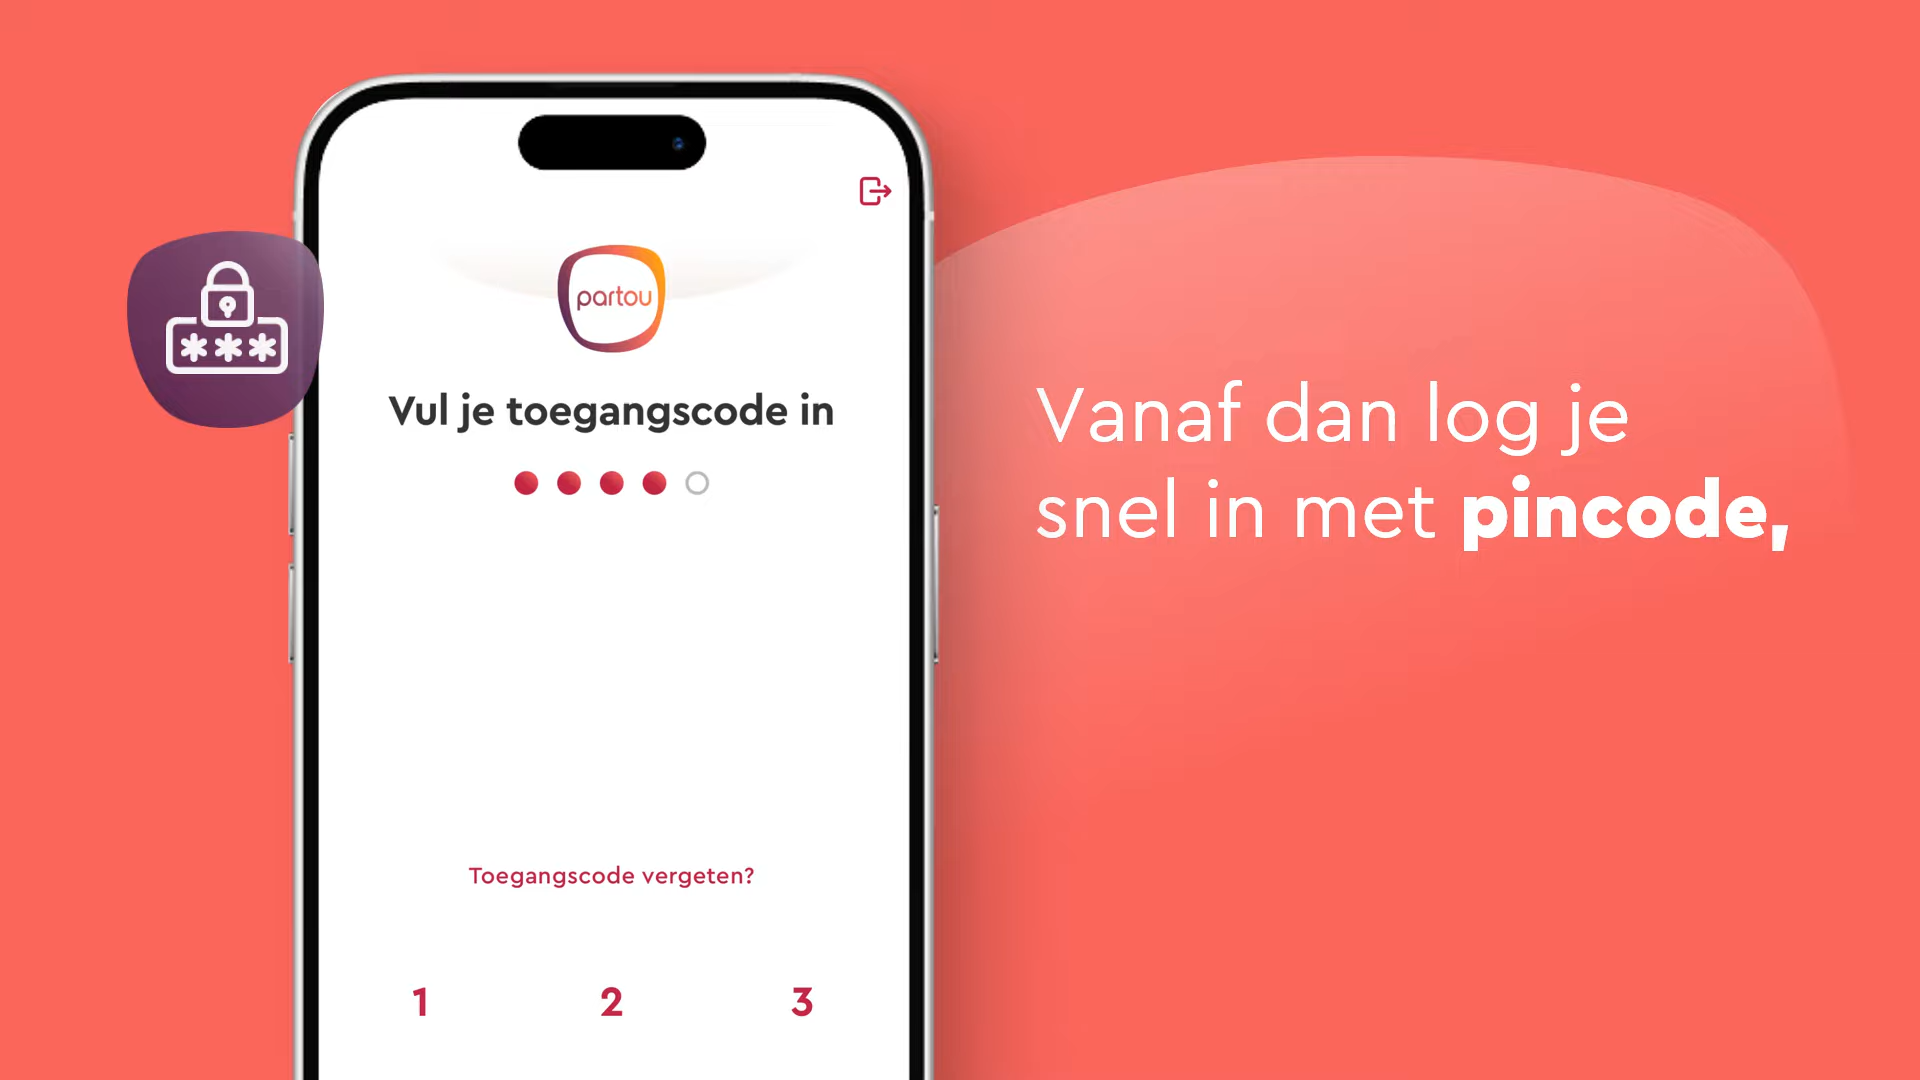 partou
Vul je toegangscode in
Toegangscode vergeten?
1 2 3
***
Vanaf dan log je
snel in met pincode,